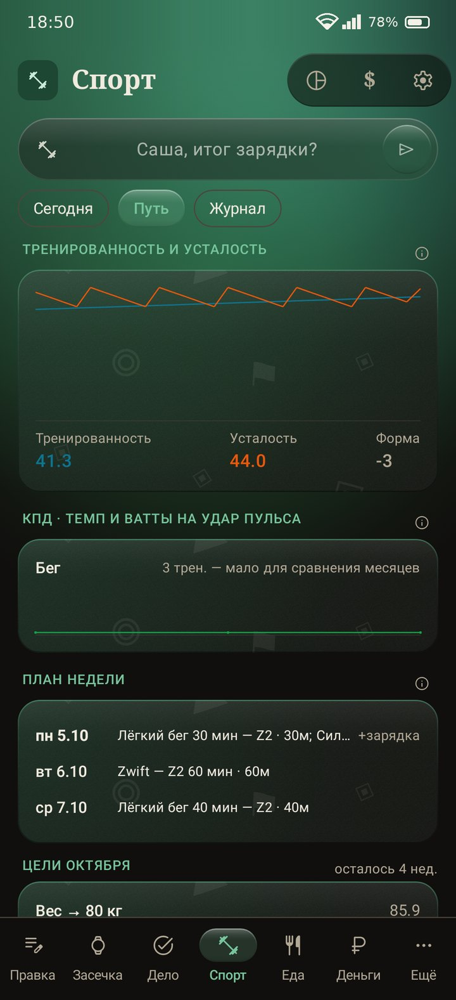 18:50
78%
Спорт
$
Саша, итог зарядки?
Сегодня
Путь
Журнал
ТРЕНИРОВАННОСТЬ И УСТАЛОСТЬ
Тренированность
Усталость
Форма
41.3
44.0
-3
КПД · ТЕМП И ВАТТЫ НА УДАР ПУЛЬСА
Бег
3 трен. — мало для сравнения месяцев
ПЛАН НЕДЕЛИ
пн 5.10 Лёгкий бег 30 мин — Z2 · 30м; Сил… +зарядка
вт 6.10 Zwift — Z2 60 мин · 60м
ср 7.10 Лёгкий бег 40 мин — Z2 · 40м
ЦЕЛИ ОКТЯБРЯ
осталось 4 нед.
Вес → 80 кг
85.9
Правка
Засечка
Дело
Спорт
Еда
Деньги
Ещё